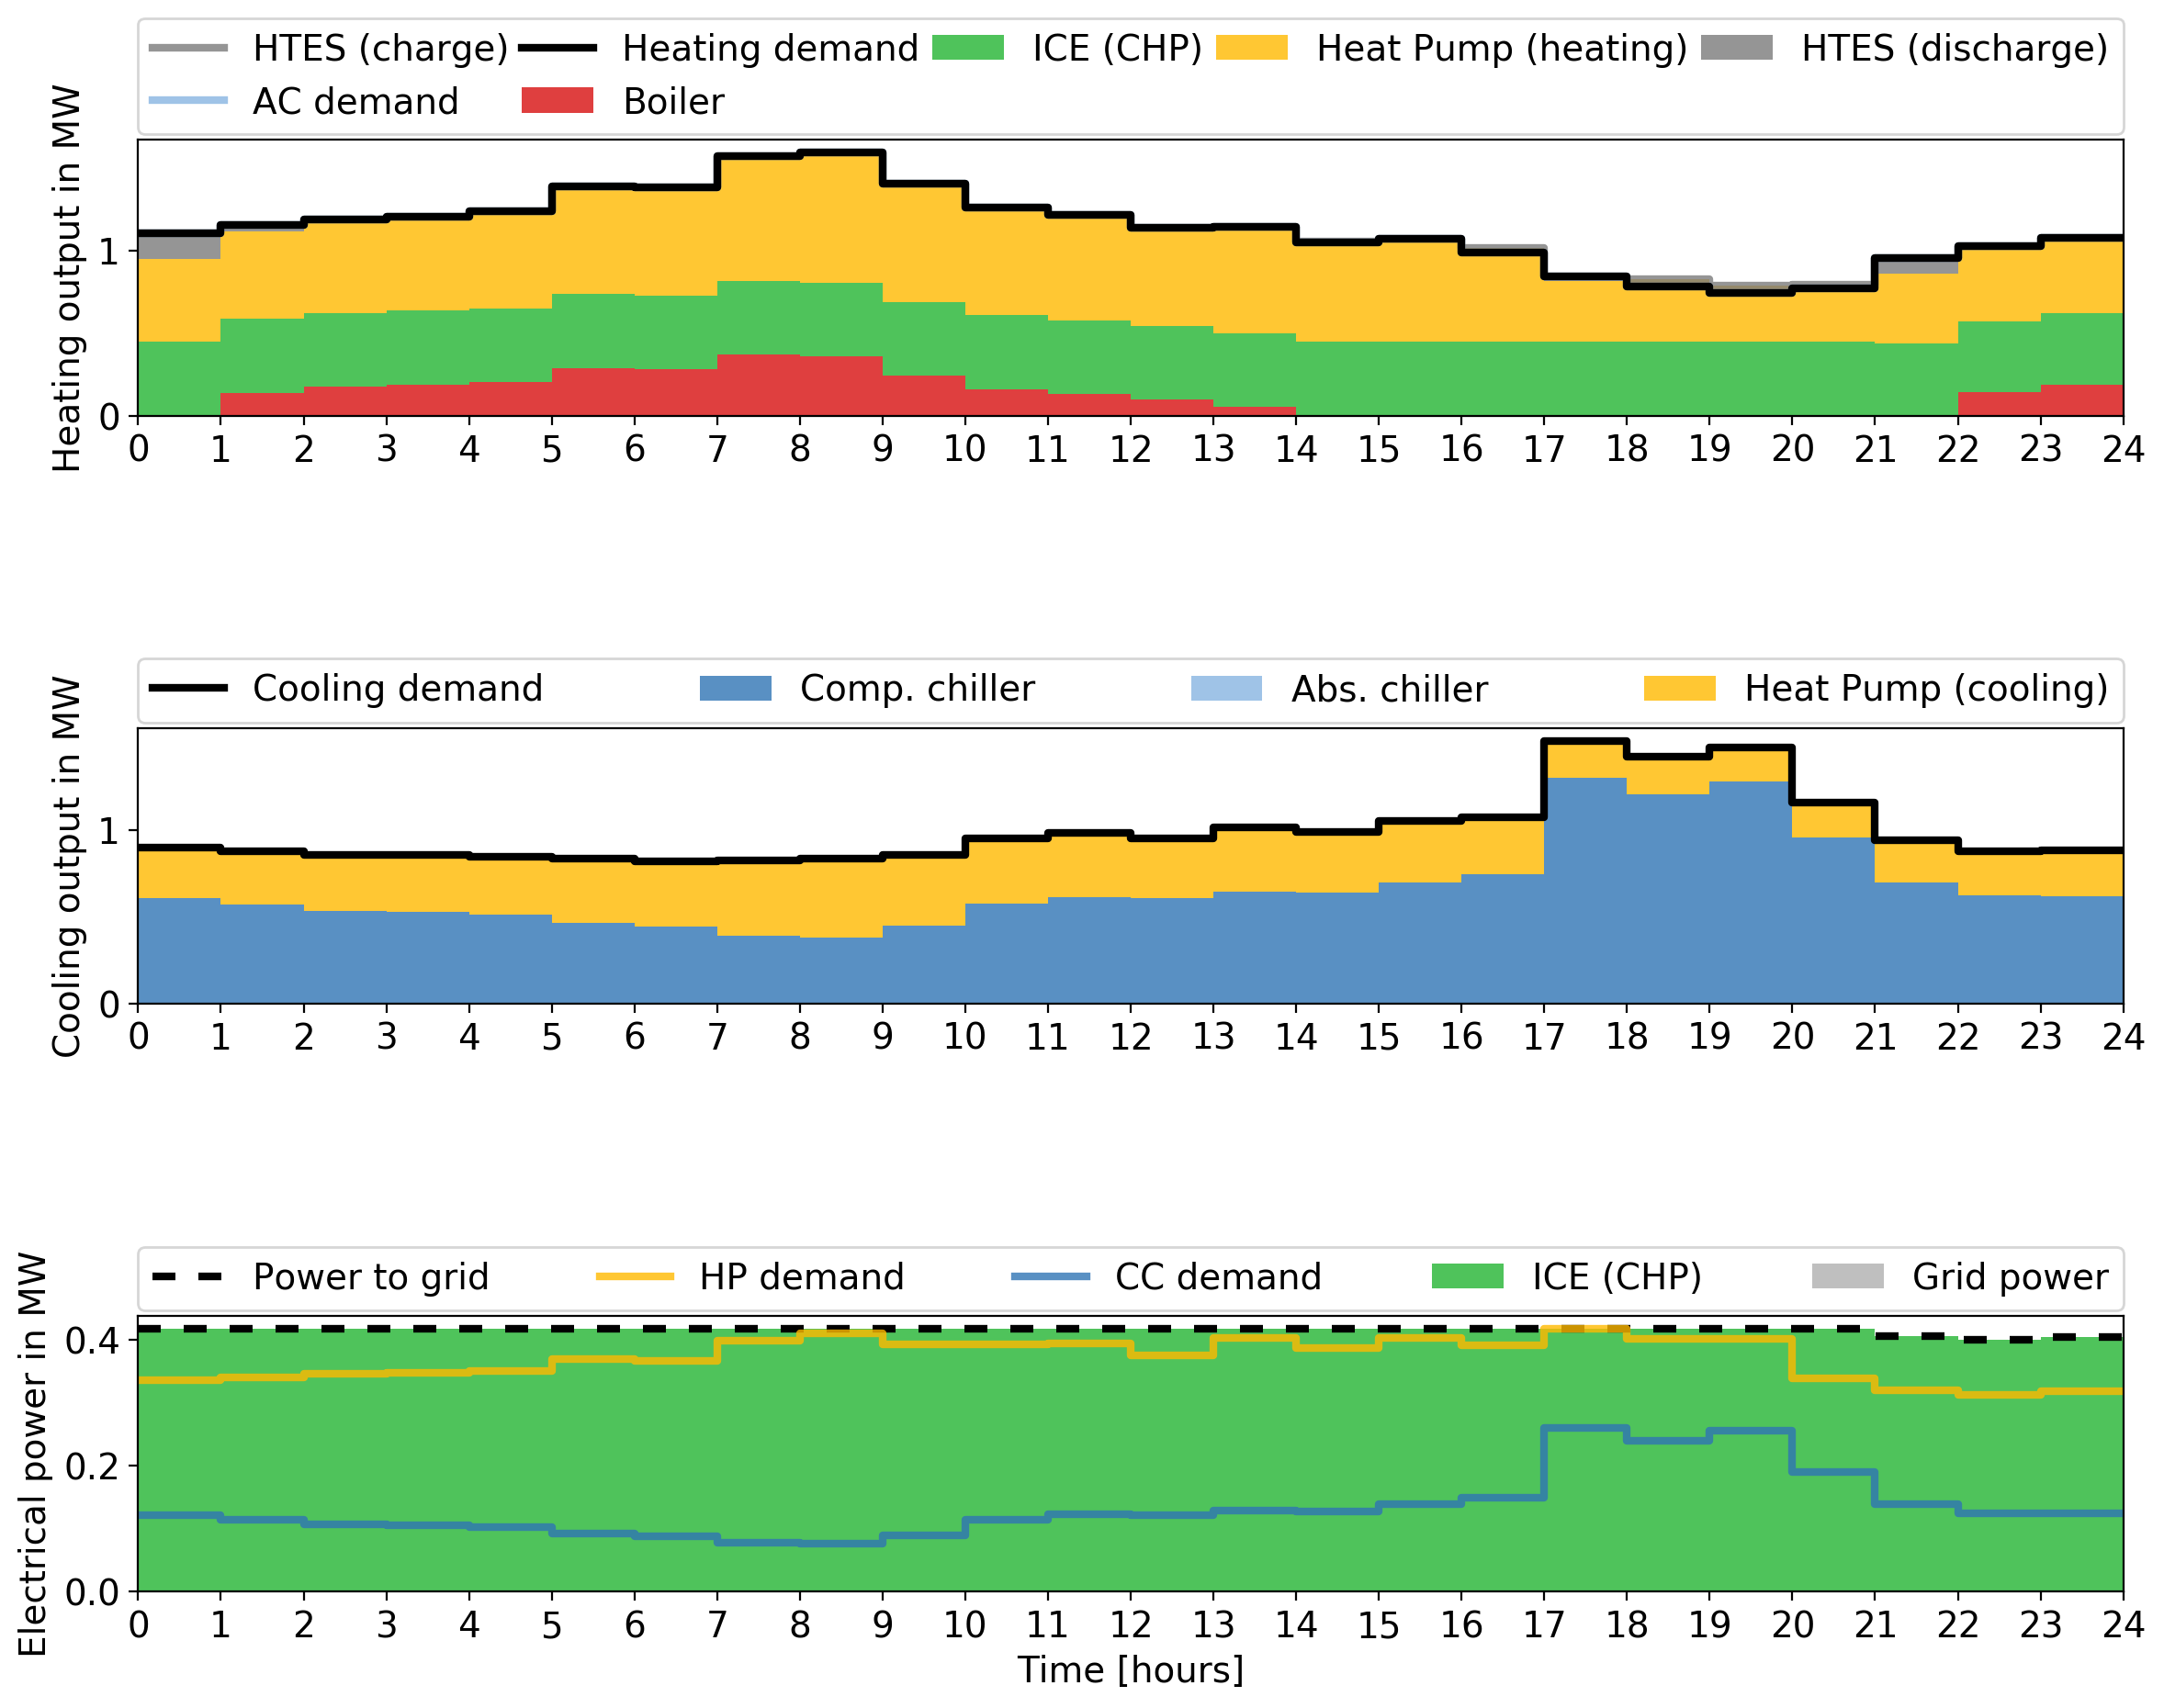 HTES (charge) Heating demand ICE (CHP) Heat Pump (heating) HTES (discharge)
AC demand Boiler
Heating output in MW
1
0
0 1 2 3 4 5 6 7 8 9 10 11 12 13 14 15 16 17 18 19 20 21 22 23 24
Cooling demand Comp. chiller Abs. chiller Heat Pump (cooling)
Cooling output in MW
1
0
0 1 2 3 4 5 6 7 8 9 10 11 12 13 14 15 16 17 18 19 20 21 22 23 24
Power to grid HP demand CC demand ICE (CHP) Grid power
Electrical power in MW
0.4
0.2
0.0
0 1 2 3 4 5 6 7 8 9 10 11 12 13 14 15 16 17 18 19 20 21 22 23 24
Time [hours]